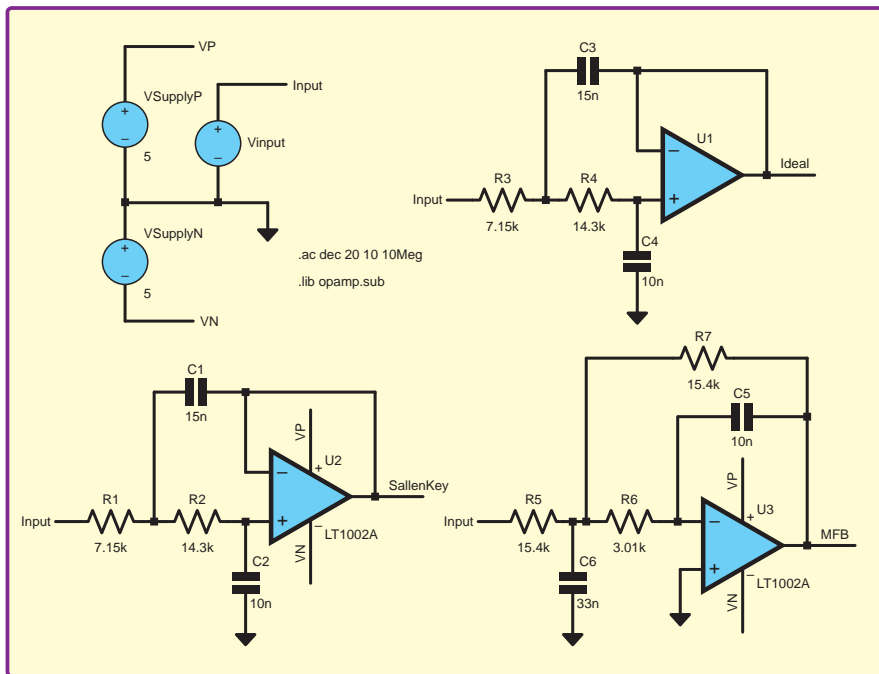 VP
Input
VSupplyP
+
−
5
+
−
Vinput
VSupplyN
+
−
5
VN
.ac dec 20 10 10Meg
.lib opamp.sub
C3
15n
U1
−
+
Ideal
Input
R3
7.15k
R4
14.3k
C4
10n
C1
15n
VP
U2
+
−
+
−
SallenKey
LT1002A
VN
Input
R1
7.15k
R2
14.3k
C2
10n
R7
15.4k
C5
10n
VP
U3
+
−
+
−
MFB
LT1002A
VN
Input
R5
15.4k
R6
3.01k
C6
33n